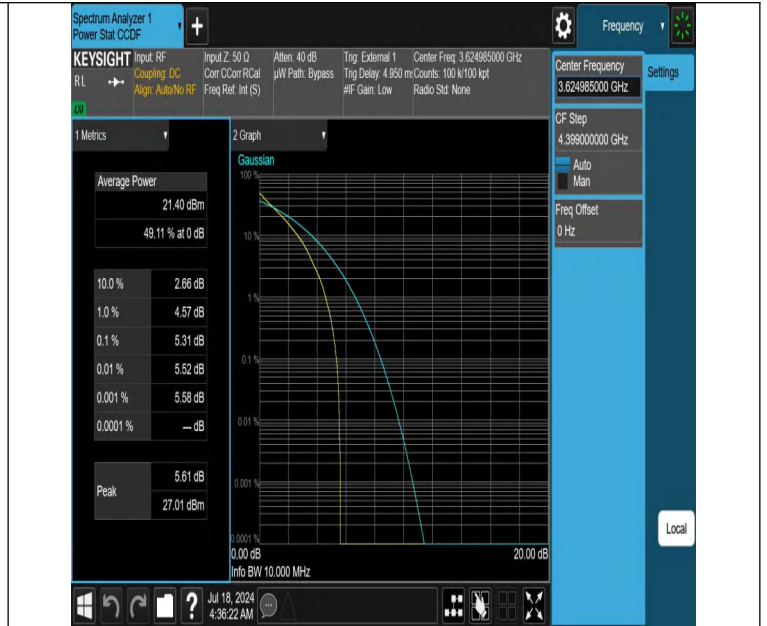 Spectrum Analyzer 1
Power Stat CCDF
+
Frequency
KEYSIGHT
RL
LXI
Input: RF
Coupling: DC
Align: Auto/No RF
Input Z: 50 Ω
Corr CCorr RCal
Freq Ref: Int (S)
Atten: 40 dB
µW Path: Bypass
Trig: External 1
Trig Delay: 4.950 m
#IF Gain: Low
Center Freq: 3.624985000 GHz
Counts: 100 k/100 kpt
Radio Std: None
Center Frequency
3.624985000 GHz
Settings
CF Step
4.399000000 GHz
Auto
Man
Freq Offset
0 Hz
Local
1 Metrics
Average Power
21.40 dBm
49.11 % at 0 dB
10.0 % 2.66 dB
1.0 % 4.57 dB
0.1 % 5.31 dB
0.01 % 5.52 dB
0.001 % 5.58 dB
0.0001 % --- dB
Peak
5.61 dB
27.01 dBm
2 Graph
Gaussian
100 %
10 %
1 %
0.1 %
0.01 %
0.001 %
0.0001 %
0.00 dB
20.00 dB
Info BW 10.000 MHz
?
Jul 18, 2024
4:36:22 AM